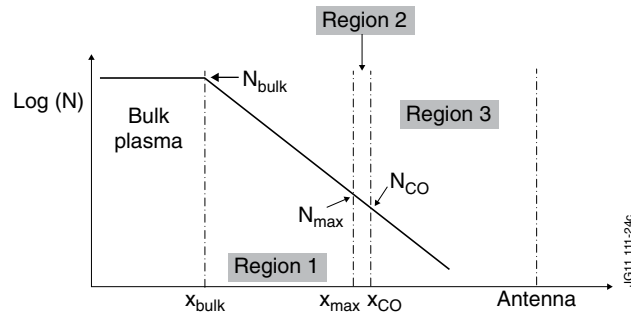 Region 2
Log (N)
N_bulk
Bulk
plasma
Region 3
N_CO
N_max
Region 1
x_bulk
x_max
x_CO
Antenna
JG11.111-24c